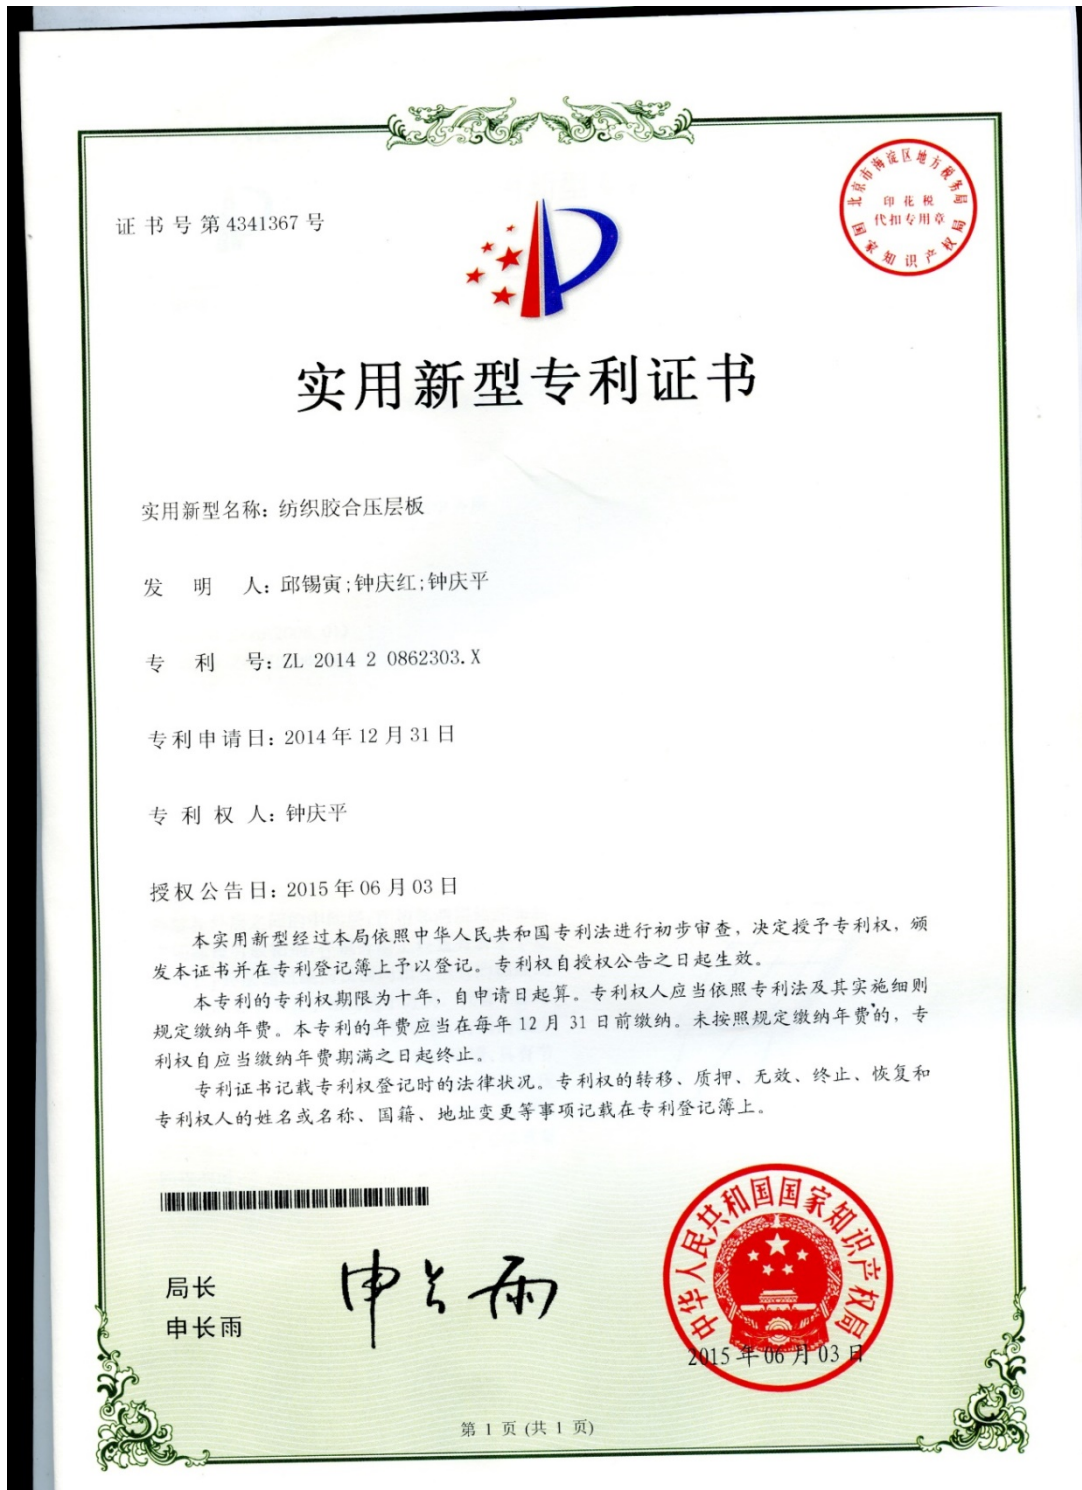 证书号第4341367号
北京市海淀区地方税务局
印花税
代扣专用章
国家知识产权局
实用新型专利证书
实用新型名称：纺织胶合压层板
发明人：邱锡寅;钟庆红;钟庆平
专利号：ZL 2014 2 0862303.X
专利申请日：2014年12月31日
专利权人：钟庆平
授权公告日：2015年06月03日
本实用新型经过本局依照中华人民共和国专利法进行初步审查，决定授予专利权，颁
发本证书并在专利登记簿上予以登记。专利权自授权公告之日起生效。
本专利的专利权期限为十年，自申请日起算。专利权人应当依照专利法及其实施细则
规定缴纳年费。本专利的年费应当在每年12月31日前缴纳。未按照规定缴纳年费的，专
利权自应当缴纳年费期满之日起终止。
专利证书记载专利权登记时的法律状况。专利权的转移、质押、无效、终止、恢复和
专利权人的姓名或名称、国籍、地址变更等事项记载在专利登记簿上。
局长
申长雨
申长雨
中华人民共和国国家知识产权局
2015年06月03日
第1页(共1页)